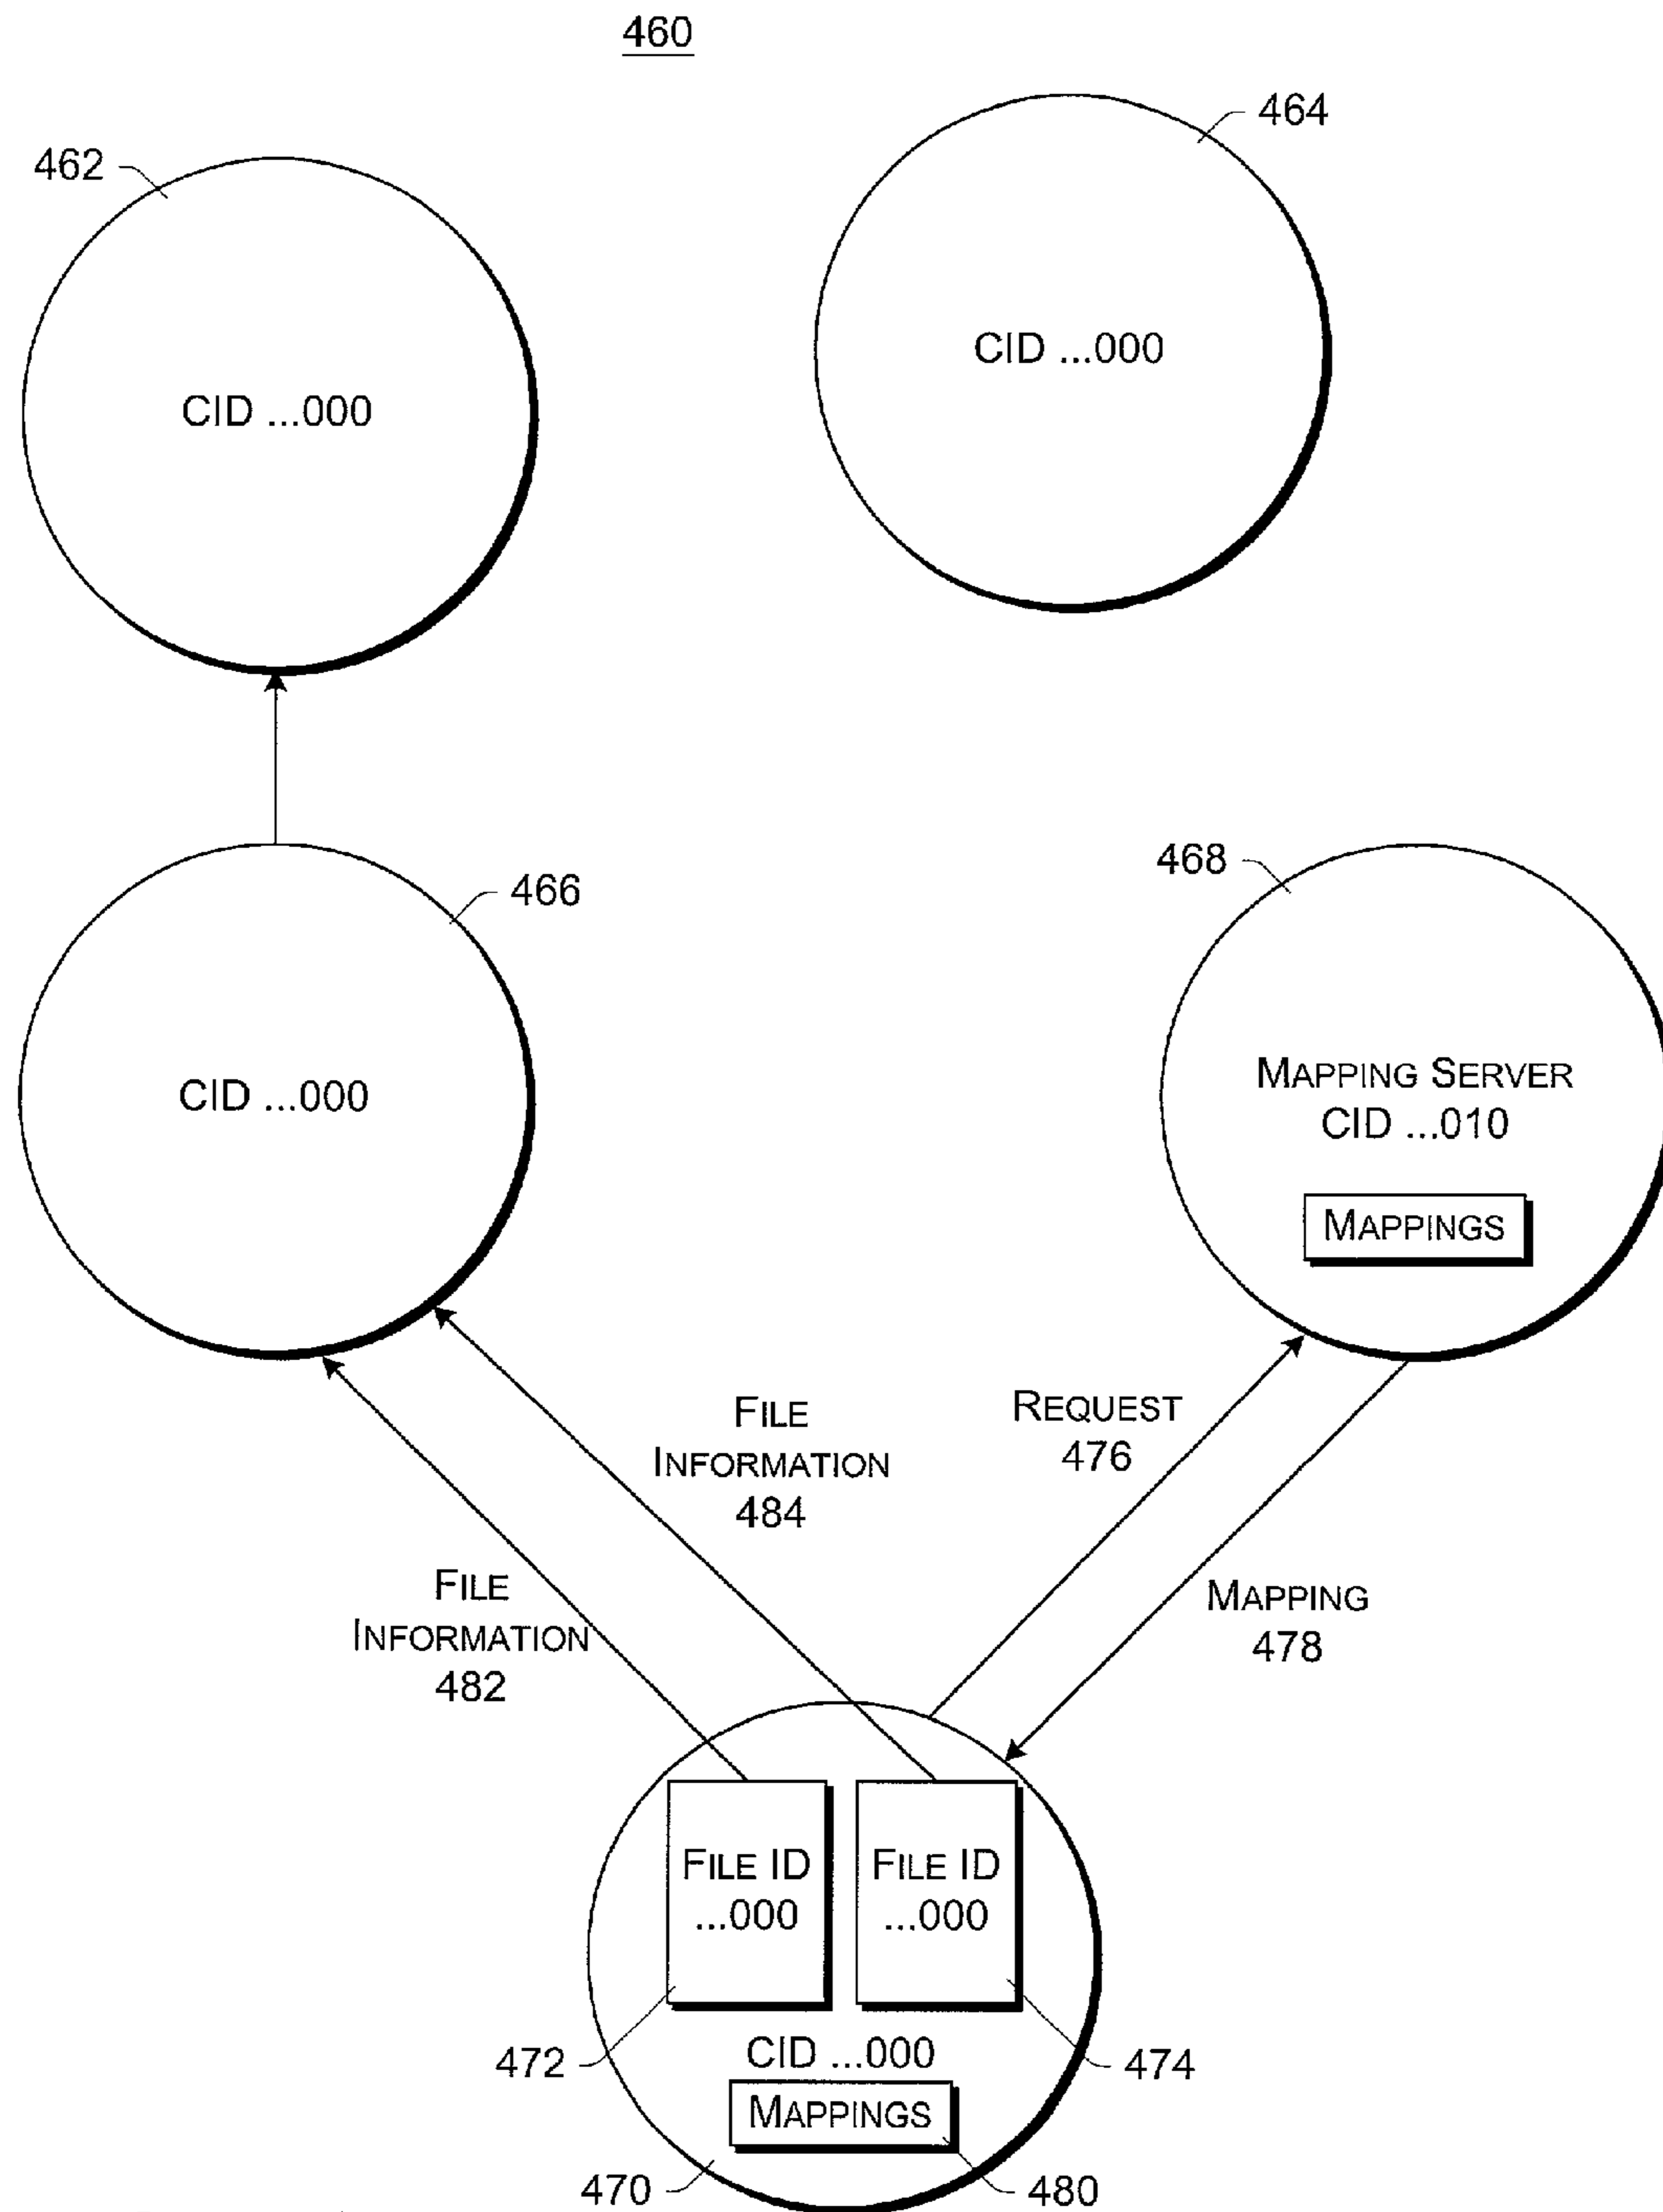 460
464
462
CID ...000
CID ...000
468
466
MAPPING SERVER
CID ...010
CID ...000
MAPPINGS
FILE
INFORMATION
484
REQUEST
476
FILE
INFORMATION
482
MAPPING
478
FILE ID
...000
FILE ID
...000
472
CID ...000
474
MAPPINGS
470
480